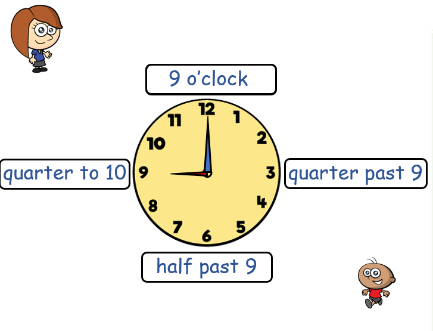 9 o'clock
12
11 1
10 2
quarter to 10 9 3 quarter past 9
8 4
7 5
6
half past 9